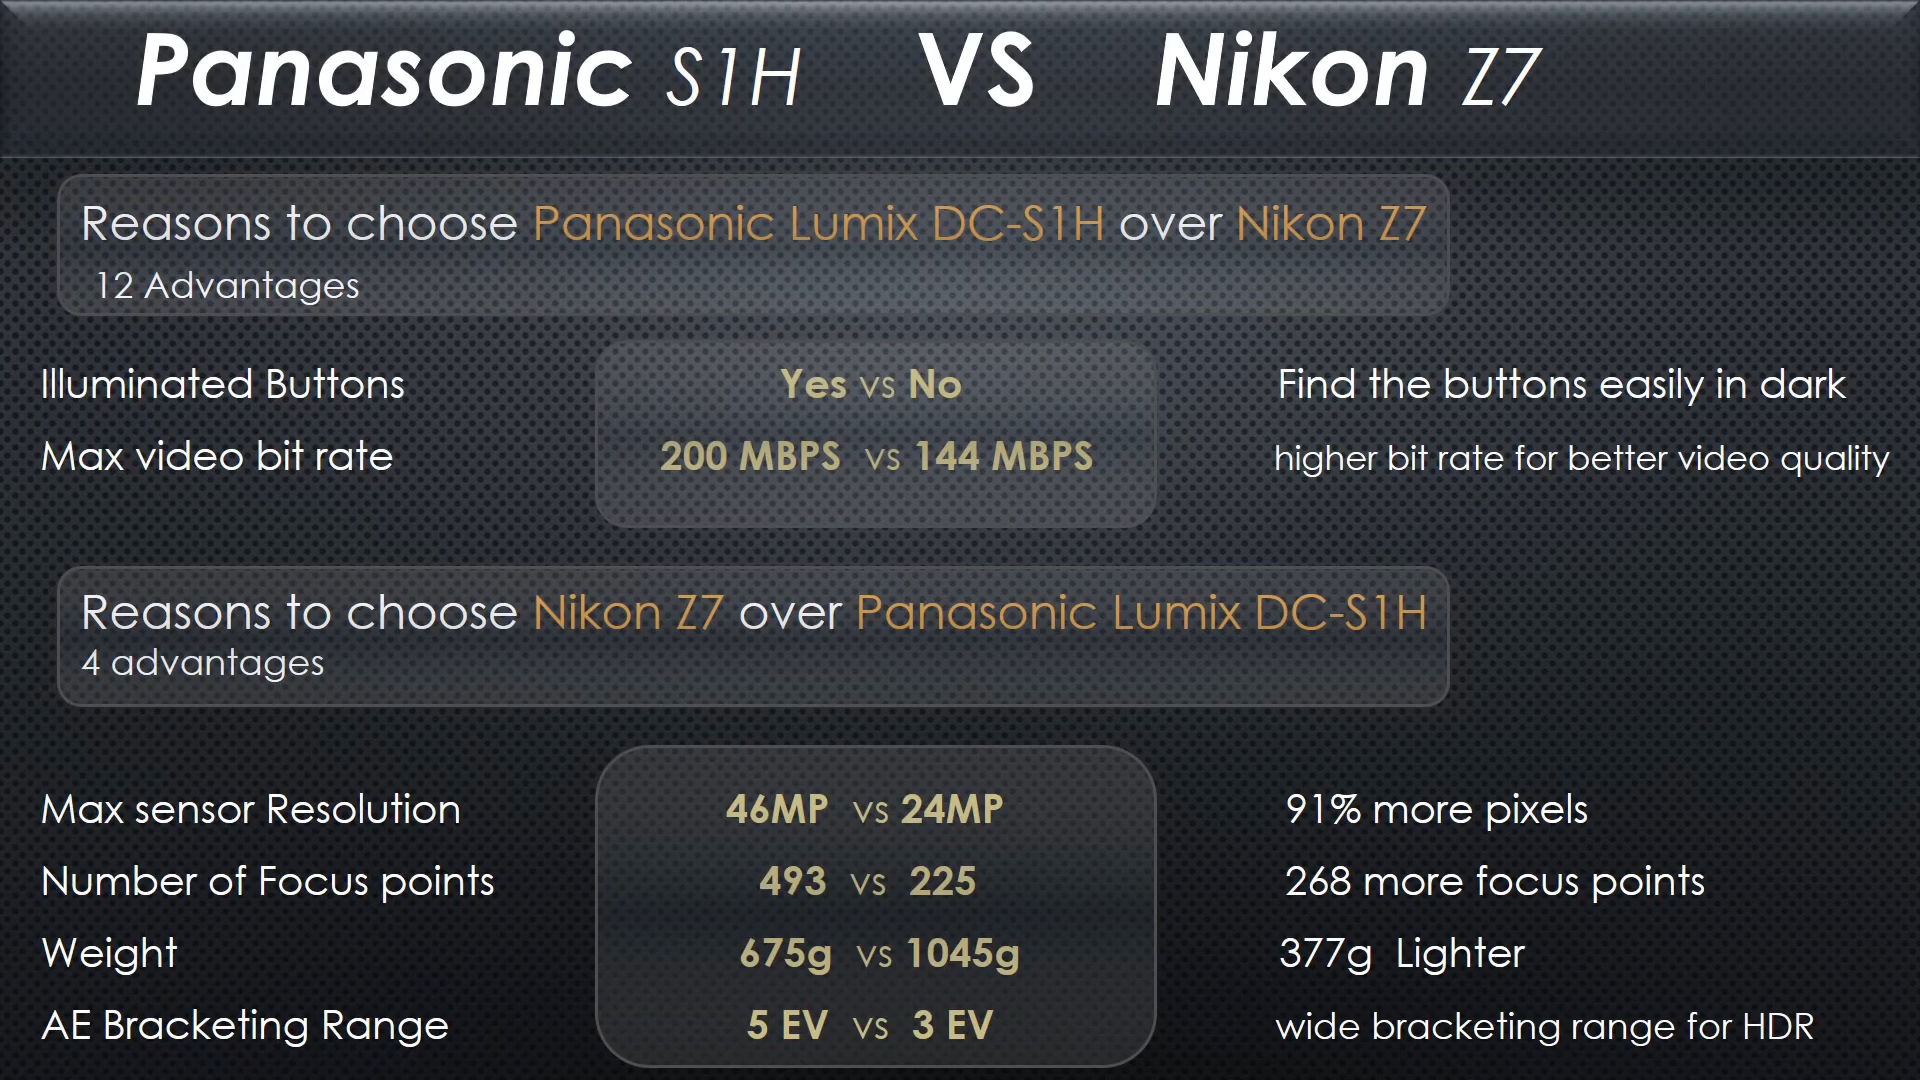 Panasonic S1H VS Nikon Z7
Reasons to choose Panasonic Lumix DC-S1H over Nikon Z7
12 Advantages
Illuminated Buttons Yes vs No Find the buttons easily in dark
Max video bit rate 200 MBPS vs 144 MBPS higher bit rate for better video quality
Reasons to choose Nikon Z7 over Panasonic Lumix DC-S1H
4 advantages
Max sensor Resolution 46MP vs 24MP 91% more pixels
Number of Focus points 493 vs 225 268 more focus points
Weight 675g vs 1045g 377g Lighter
AE Bracketing Range 5 EV vs 3 EV wide bracketing range for HDR